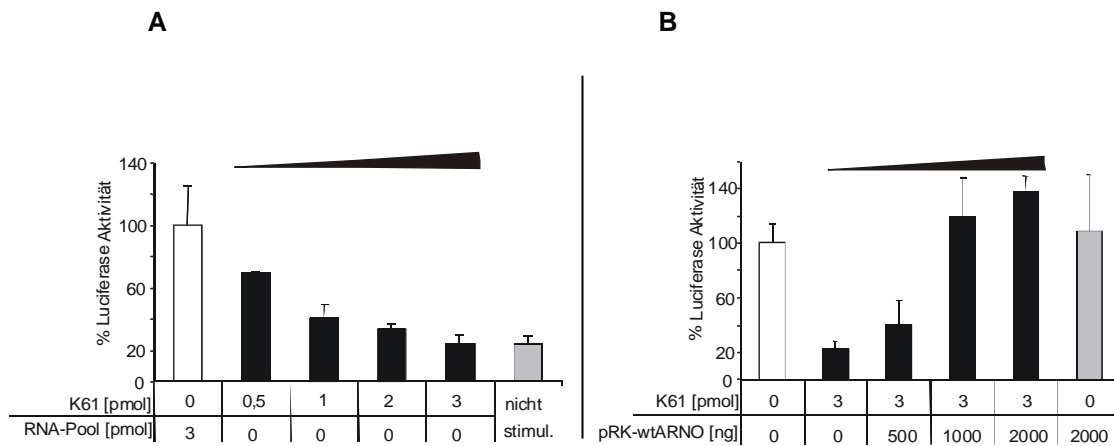 A
B
% Luciferase Aktivität
140
100
60
20
0
K61 [pmol] 0 0,5 1 2 3 nicht
RNA-Pool [pmol] 3 0 0 0 0 stimul.
% Luciferase Aktivität
140
100
60
20
0
K61 [pmol] 0 3 3 3 3 0
pRK-wtARNO [ng] 0 0 500 1000 2000 2000